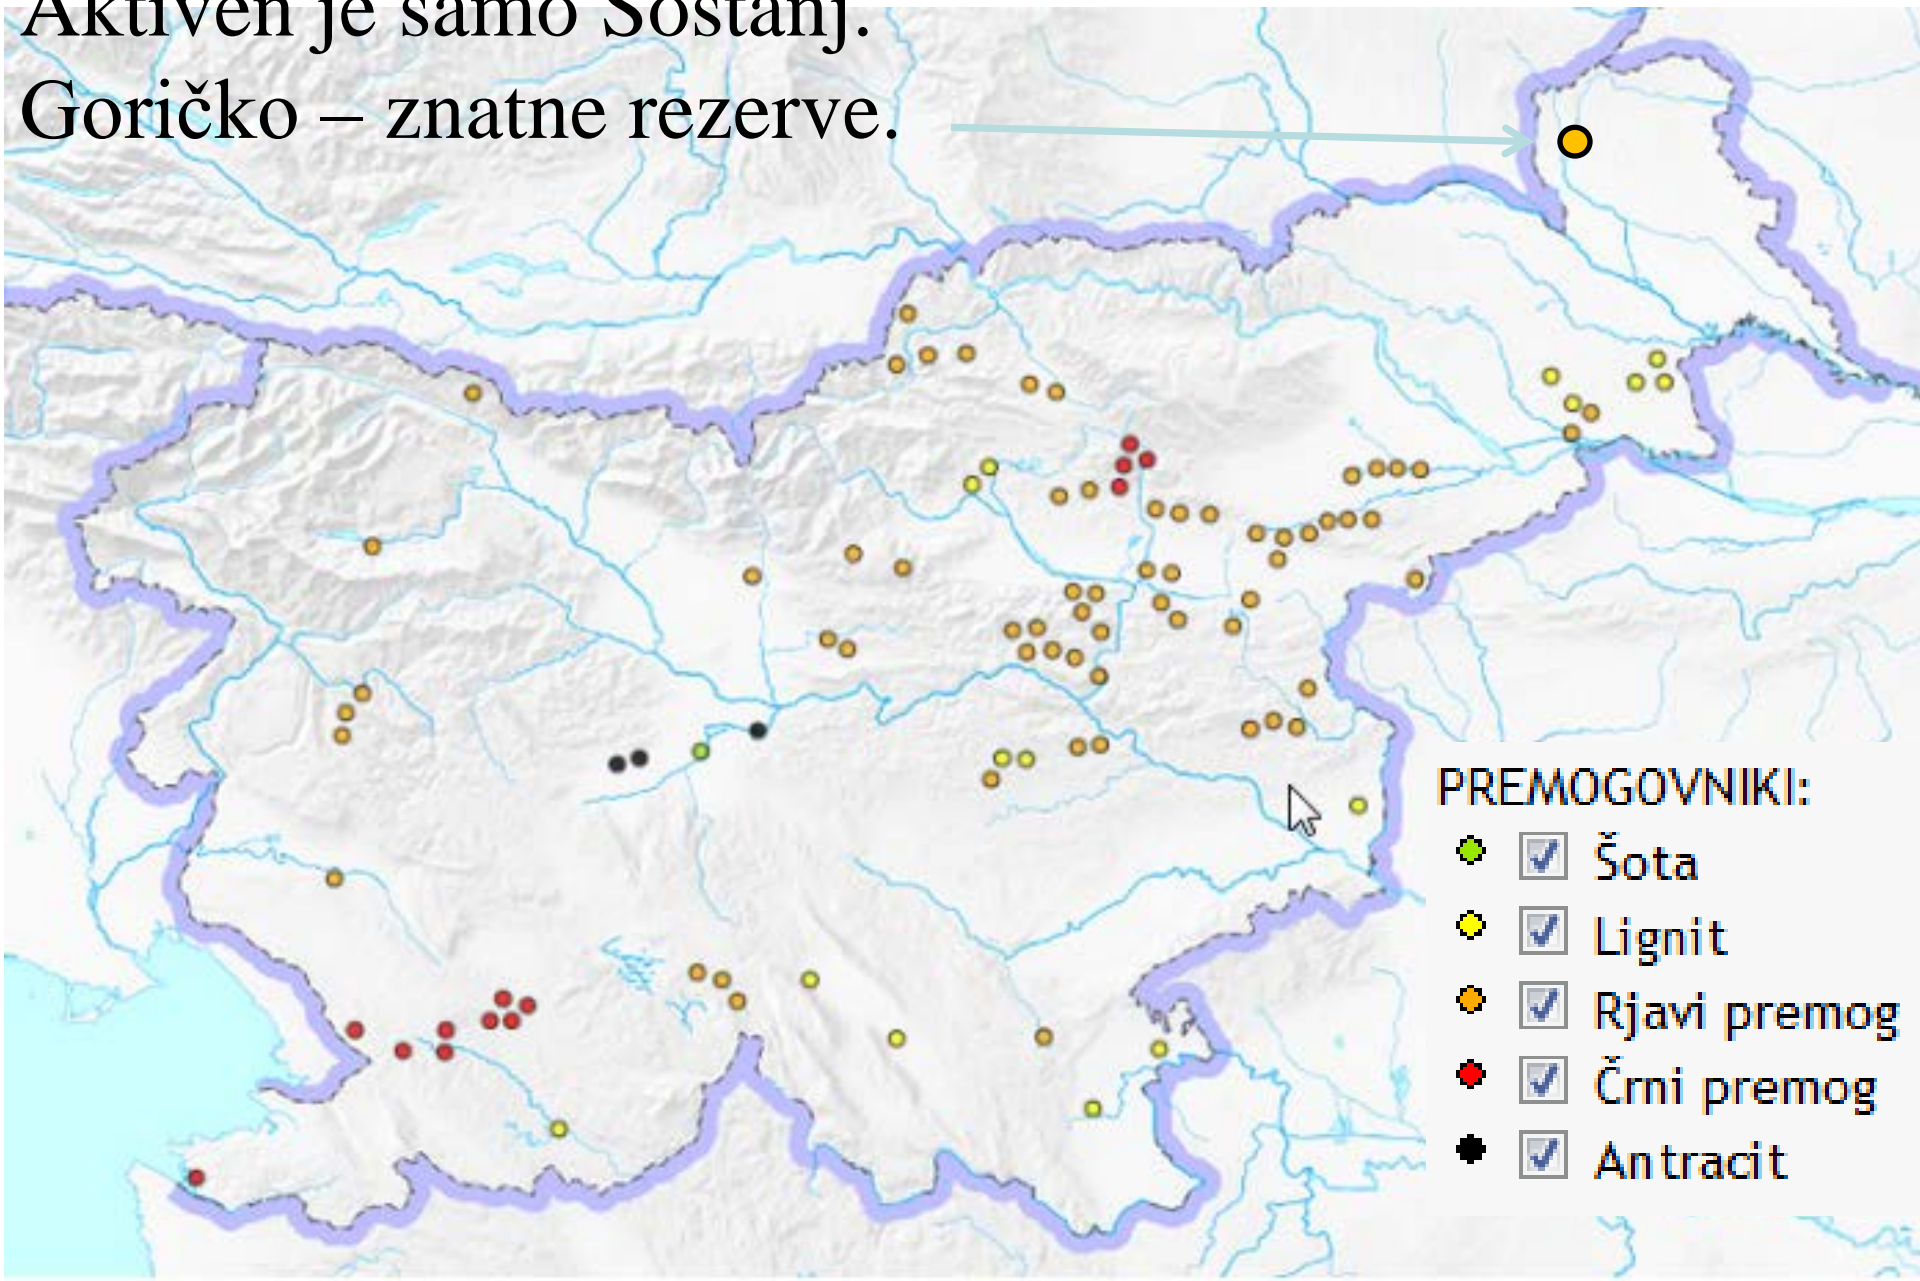 Aktiven je samo Šoštanj.
Goričko – znatne rezerve.
PREMOGOVNIKI:
Šota
Lignit
Rjavi premog
Črni premog
Antracit